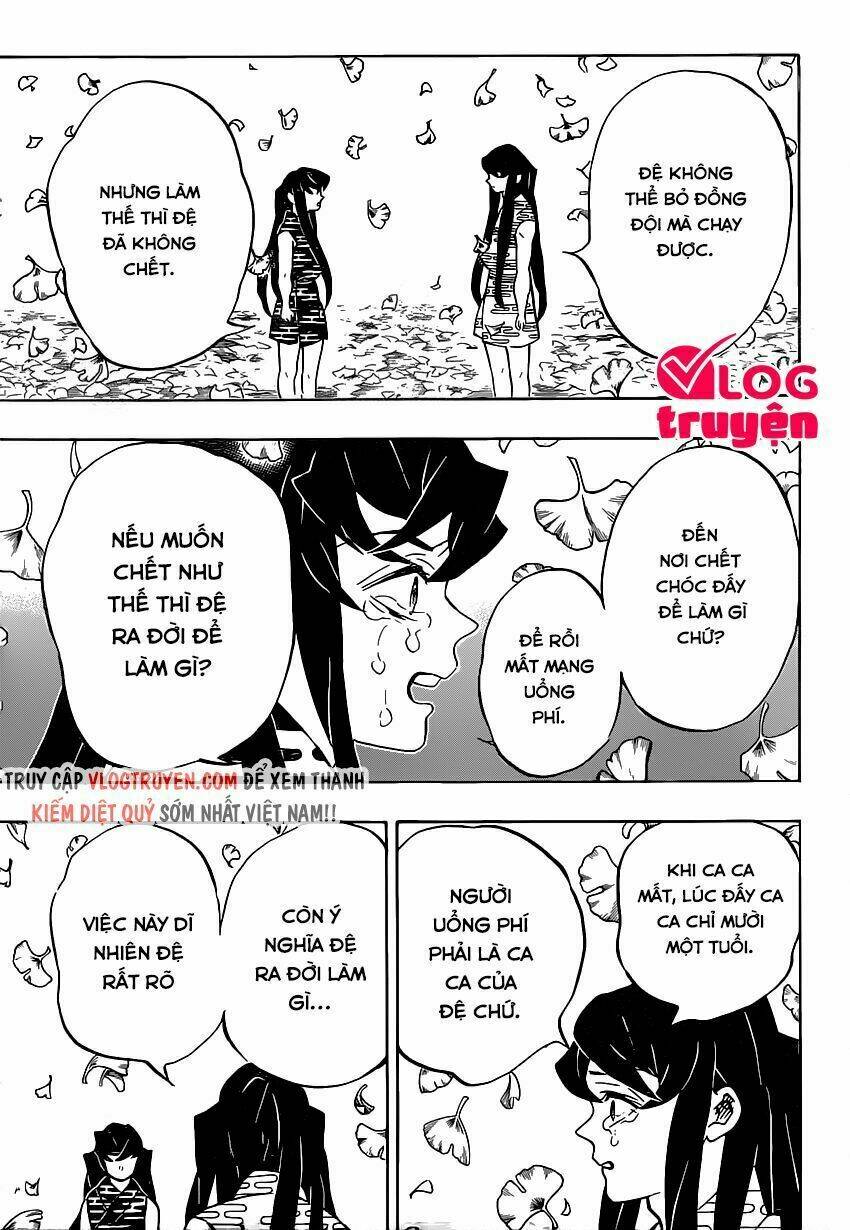 ĐỆ KHÔNG
THỂ BỎ ĐỒNG
ĐỘI MÀ CHẠY
ĐƯỢC.
NHƯNG LÀM
THẾ THÌ ĐỆ
ĐÃ KHÔNG
CHẾT.
VLOG
truyện
ĐẾN
NƠI CHẾT
CHÓC ĐẤY
ĐỂ LÀM GÌ
CHỨ?
ĐỂ RỒI
MẤT MẠNG
UỔNG
PHÍ.
NẾU MUỐN
CHẾT NHƯ
THẾ THÌ ĐỆ
RA ĐỜI ĐỂ
LÀM GÌ?
TRUY CẬP VLOGTRUYEN.COM ĐỂ XEM THANH
KIẾM DIỆT QUỶ SỚM NHẤT VIỆT NAM!!
KHI CA CA
MẤT, LÚC ĐẤY CA
CA CHỈ MƯỜI
MỘT TUỔI.
NGƯỜI
UỔNG PHÍ
PHẢI LÀ CA
CA CỦA
ĐỆ CHỨ.
CÒN Ý
NGHĨA ĐỆ
RA ĐỜI LÀM
GÌ...
VIỆC NÀY DĨ
NHIÊN ĐỆ
RẤT RÕ